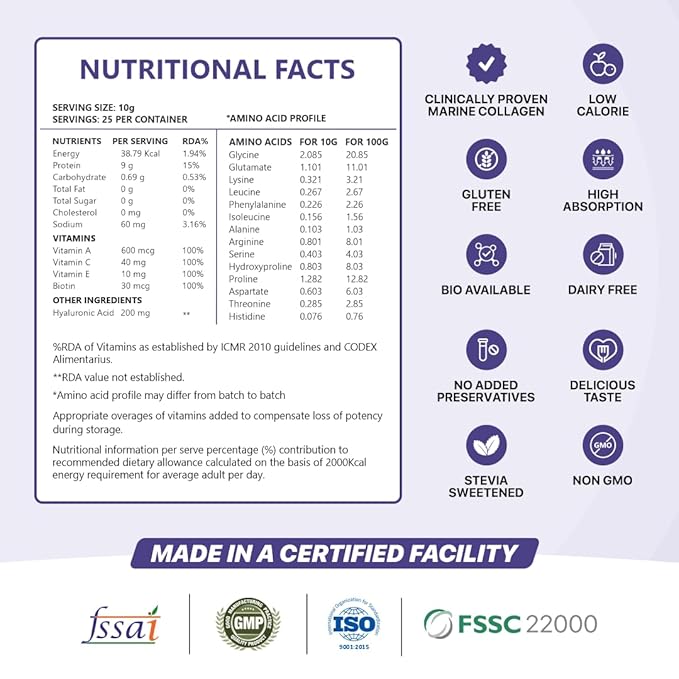 NUTRITIONAL FACTS
SERVING SIZE: 10g
SERVINGS: 25 PER CONTAINER
NUTRIENTS PER SERVING RDA%
Energy 38.79 Kcal 1.94%
Protein 9 g 15%
Carbohydrate 0.69 g 0.53%
Total Fat 0 g 0%
Total Sugar 0 g 0%
Cholesterol 0 mg 0%
Sodium 60 mg 3.16%
VITAMINS
Vitamin A 600 mcg 100%
Vitamin C 40 mg 100%
Vitamin E 10 mg 100%
Biotin 30 mcg 100%
OTHER INGREDIENTS
Hyaluronic Acid 200 mg **
*AMINO ACID PROFILE
AMINO ACIDS FOR 10G FOR 100G
Glycine 2.085 20.85
Glutamate 1.101 11.01
Lysine 0.321 3.21
Leucine 0.267 2.67
Phenylalanine 0.226 2.26
Isoleucine 0.156 1.56
Alanine 0.103 1.03
Arginine 0.801 8.01
Serine 0.403 4.03
Hydroxyproline 0.803 8.03
Proline 1.282 12.82
Aspartate 0.603 6.03
Threonine 0.285 2.85
Histidine 0.076 0.76
%RDA of Vitamins as established by ICMR 2010 guidelines and CODEX
Alimentarius.
**RDA value not established.
*Amino acid profile may differ from batch to batch
Appropriate overages of vitamins added to compensate loss of potency
during storage.
Nutritional information per serve percentage (%) contribution to
recommended dietary allowance calculated on the basis of 2000Kcal
energy requirement for average adult per day.
CLINICALLY PROVEN
MARINE COLLAGEN
LOW
CALORIE
GLUTEN
FREE
HIGH
ABSORPTION
BIO AVAILABLE
DAIRY FREE
NO ADDED
PRESERVATIVES
DELICIOUS
TASTE
STEVIA
SWEETENED
GMO
NON GMO
MADE IN A CERTIFIED FACILITY
fssai
GOOD MANUFACTURING PRACTICE
GMP
QUALITY PRODUCT
International Organization for Standardization
ISO
9001:2015
FSSC 22000